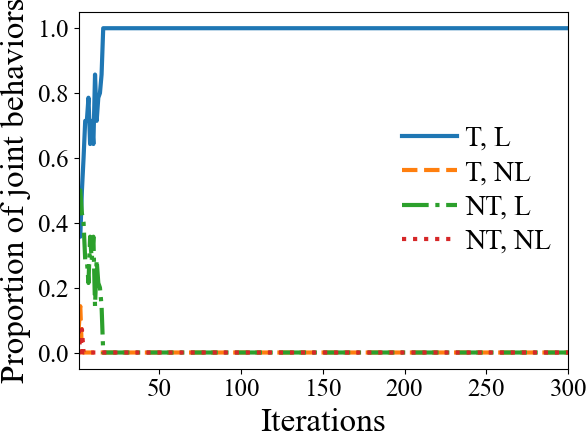 Proportion of joint behaviors
1.0
0.8
0.6
0.4
0.2
0.0
T, L
T, NL
NT, L
NT, NL
50 100 150 200 250 300
Iterations